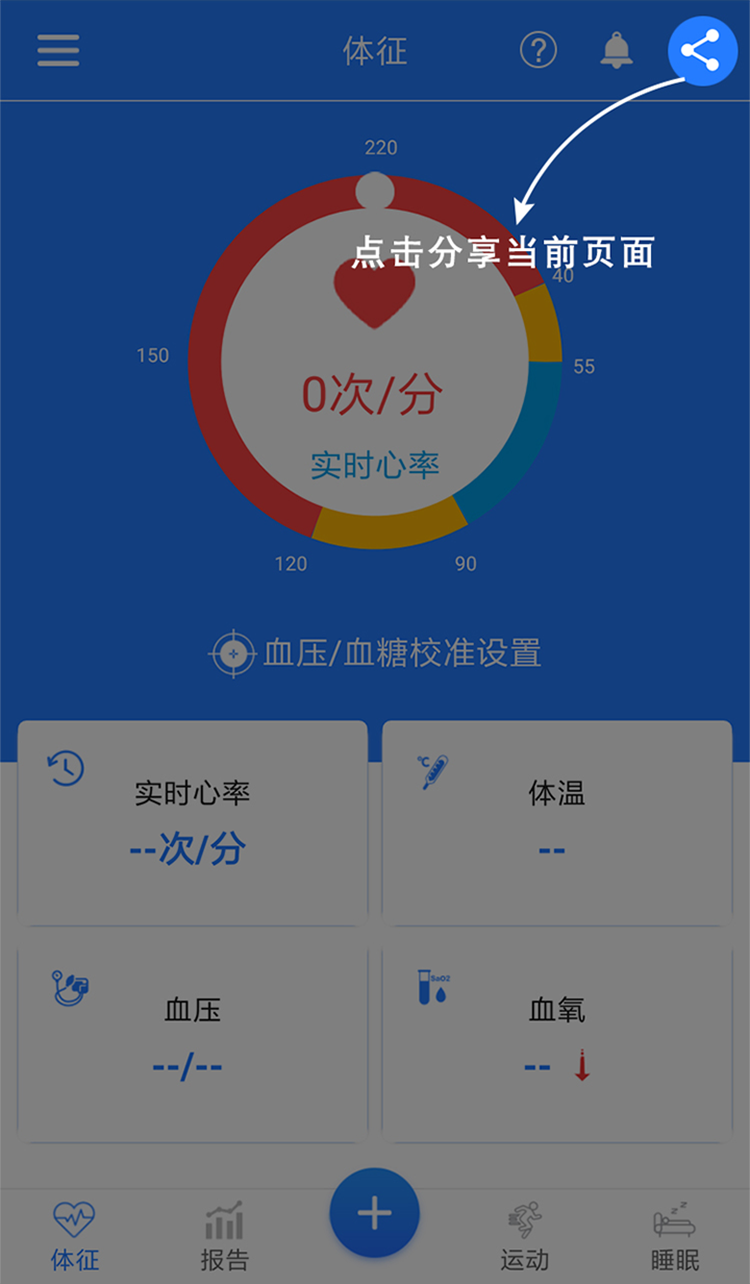 体征
220
点击分享当前页面
40
150
55
0次/分
实时心率
120
90
血压/血糖校准设置
实时心率
--次/分
℃
体温
--
血压
--/--
SaO2
血氧
--
体征
报告
运动
睡眠